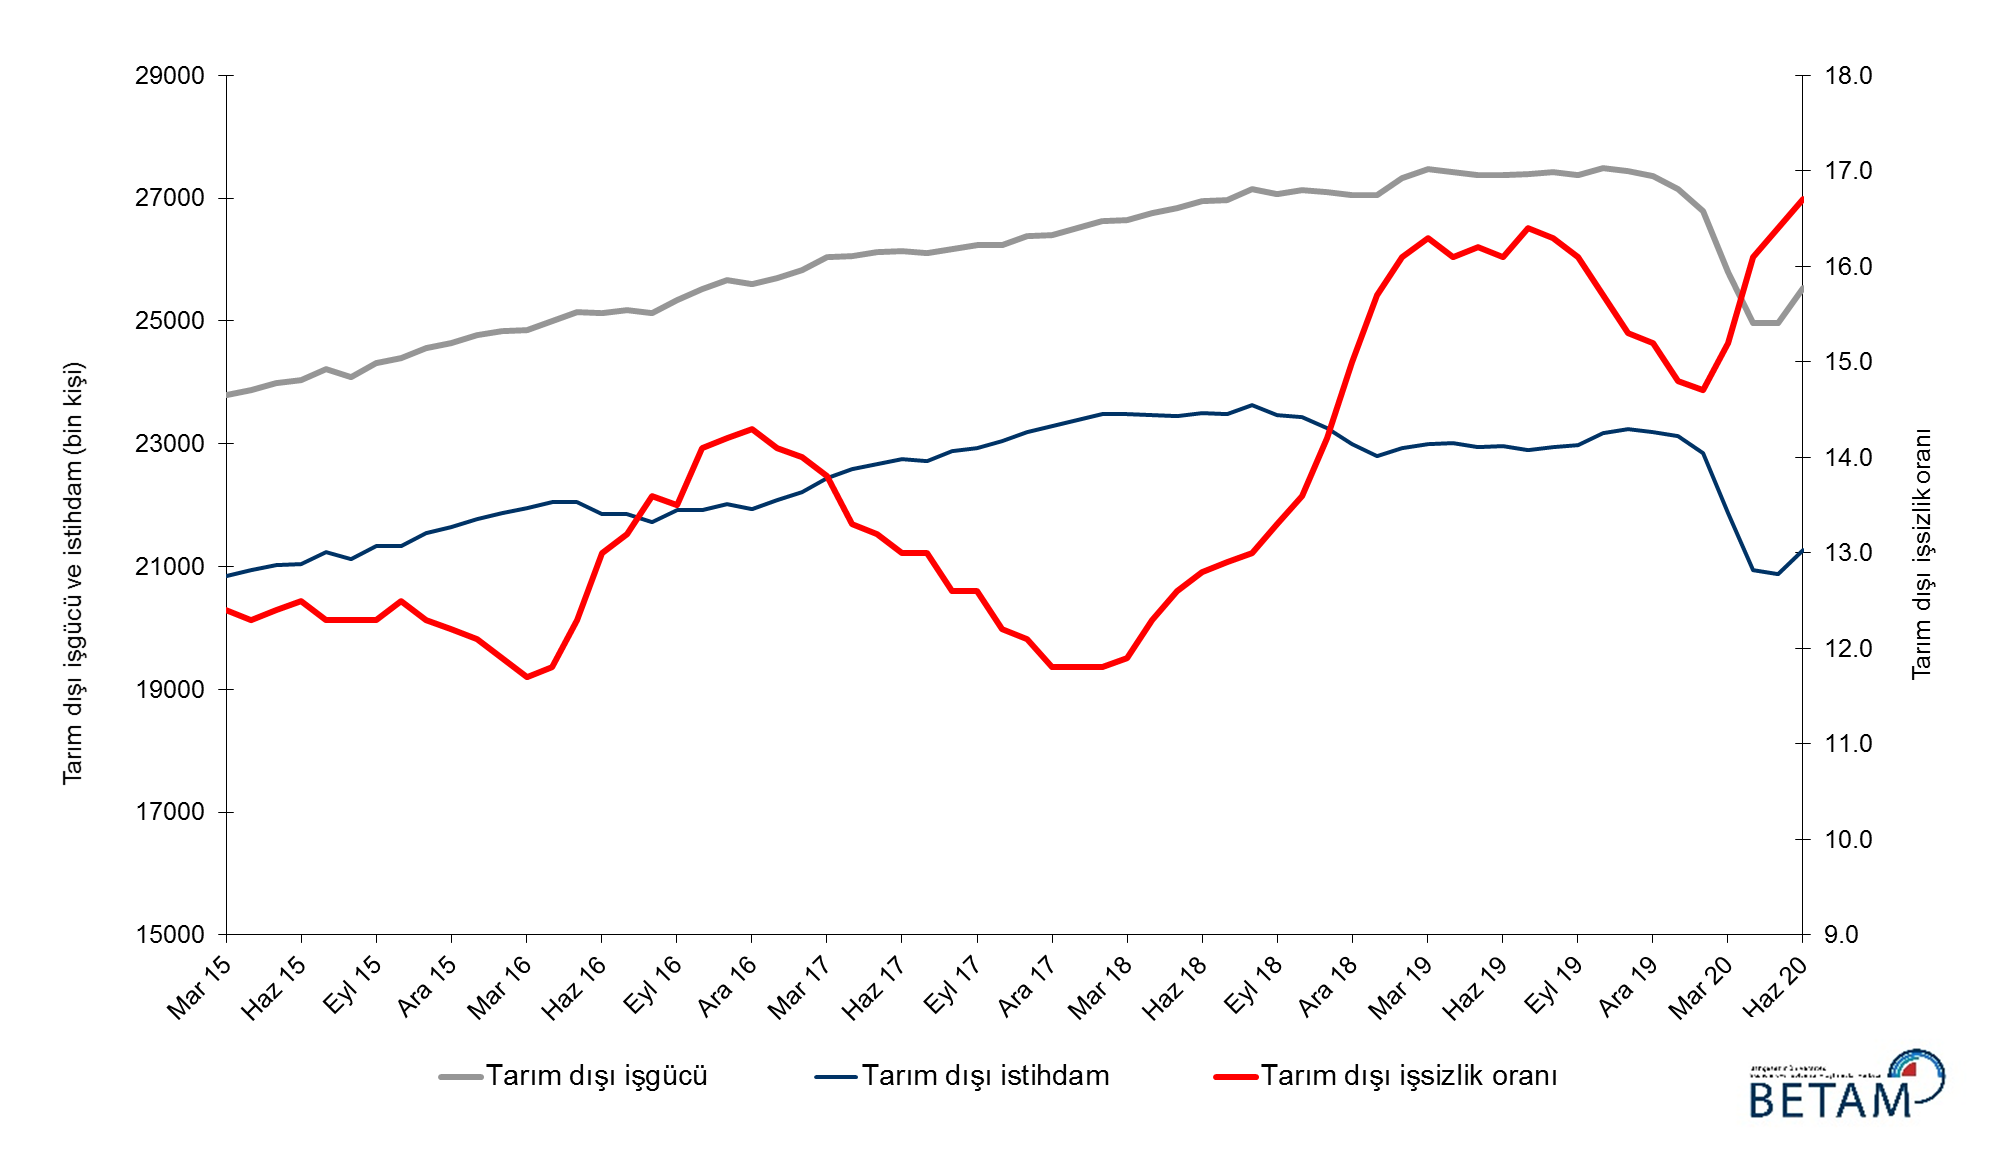 29000
27000
25000
23000
21000
19000
17000
15000
Tarım dışı işgücü ve istihdam (bin kişi)
18.0
17.0
16.0
15.0
14.0
13.0
12.0
11.0
10.0
9.0
Tarım dışı işsizlik oranı
Mar 15
Haz 15
Eyl 15
Ara 15
Mar 16
Haz 16
Eyl 16
Ara 16
Mar 17
Haz 17
Eyl 17
Ara 17
Mar 18
Haz 18
Eyl 18
Ara 18
Mar 19
Haz 19
Eyl 19
Ara 19
Mar 20
Haz 20
Tarım dışı işgücü
Tarım dışı istihdam
Tarım dışı işsizlik oranı
BETAM